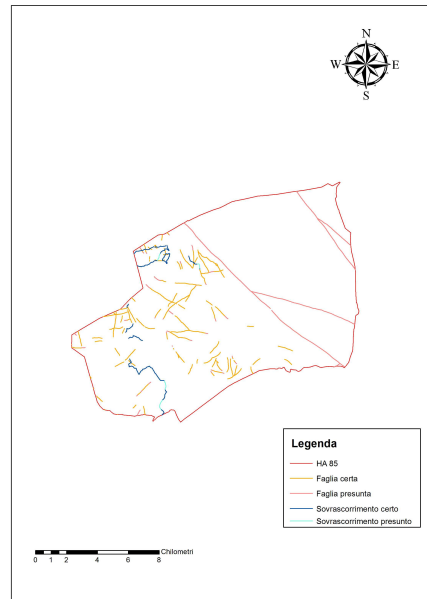 N
W E
S
Legenda
HA 85
Faglia certa
Faglia presunta
Sovrascorrimento certo
Sovrascorrimento presunto
Chilometri
0 1 2 4 6 8